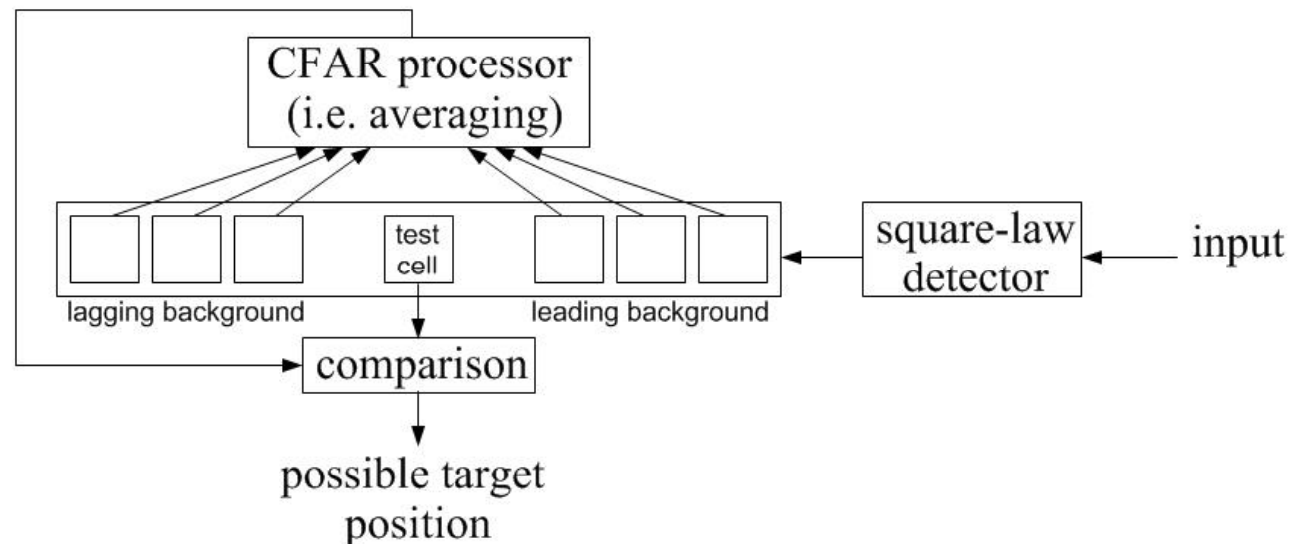 CFAR processor
(i.e. averaging)
test
cell
square-law
detector
input
lagging background
leading background
comparison
possible target
position